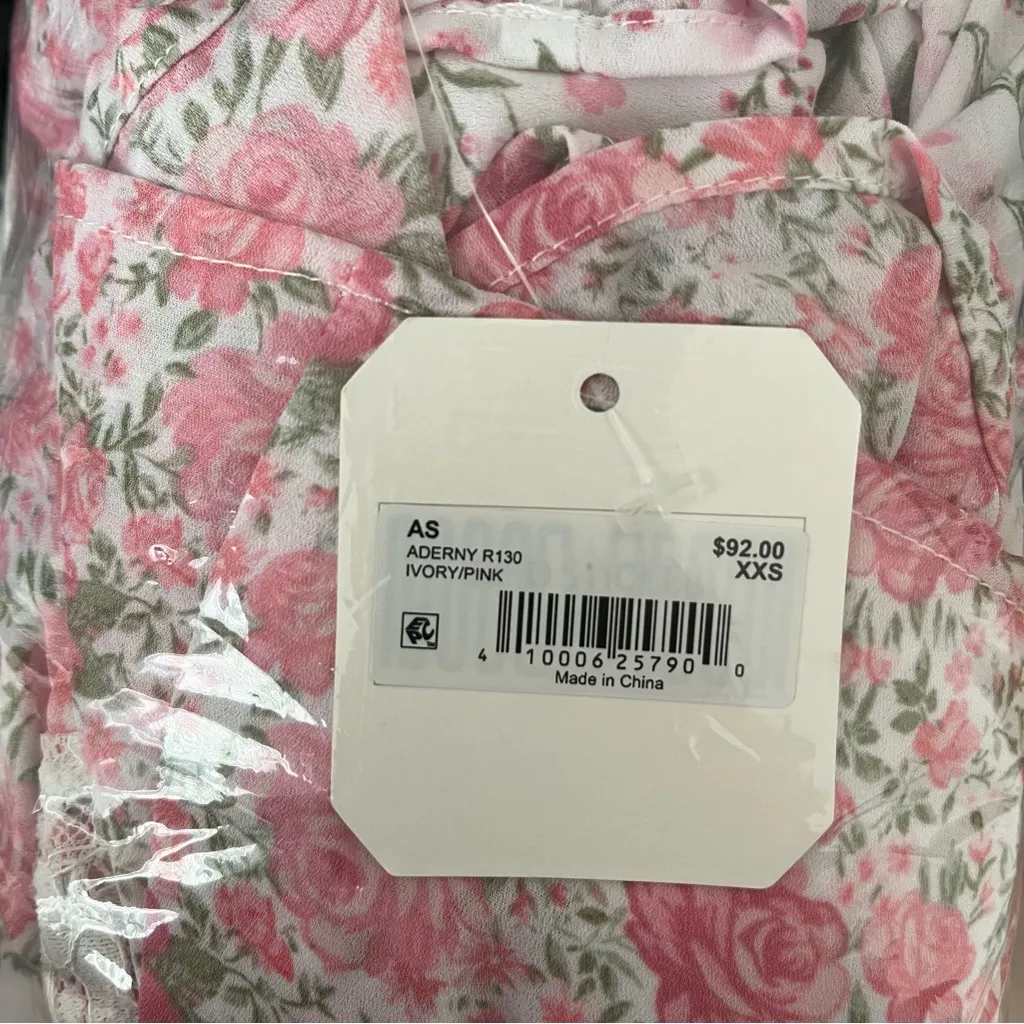 AS
ADERNY R130
IVORY/PINK
$92.00
XXS
4 10006 25790 0
Made in China